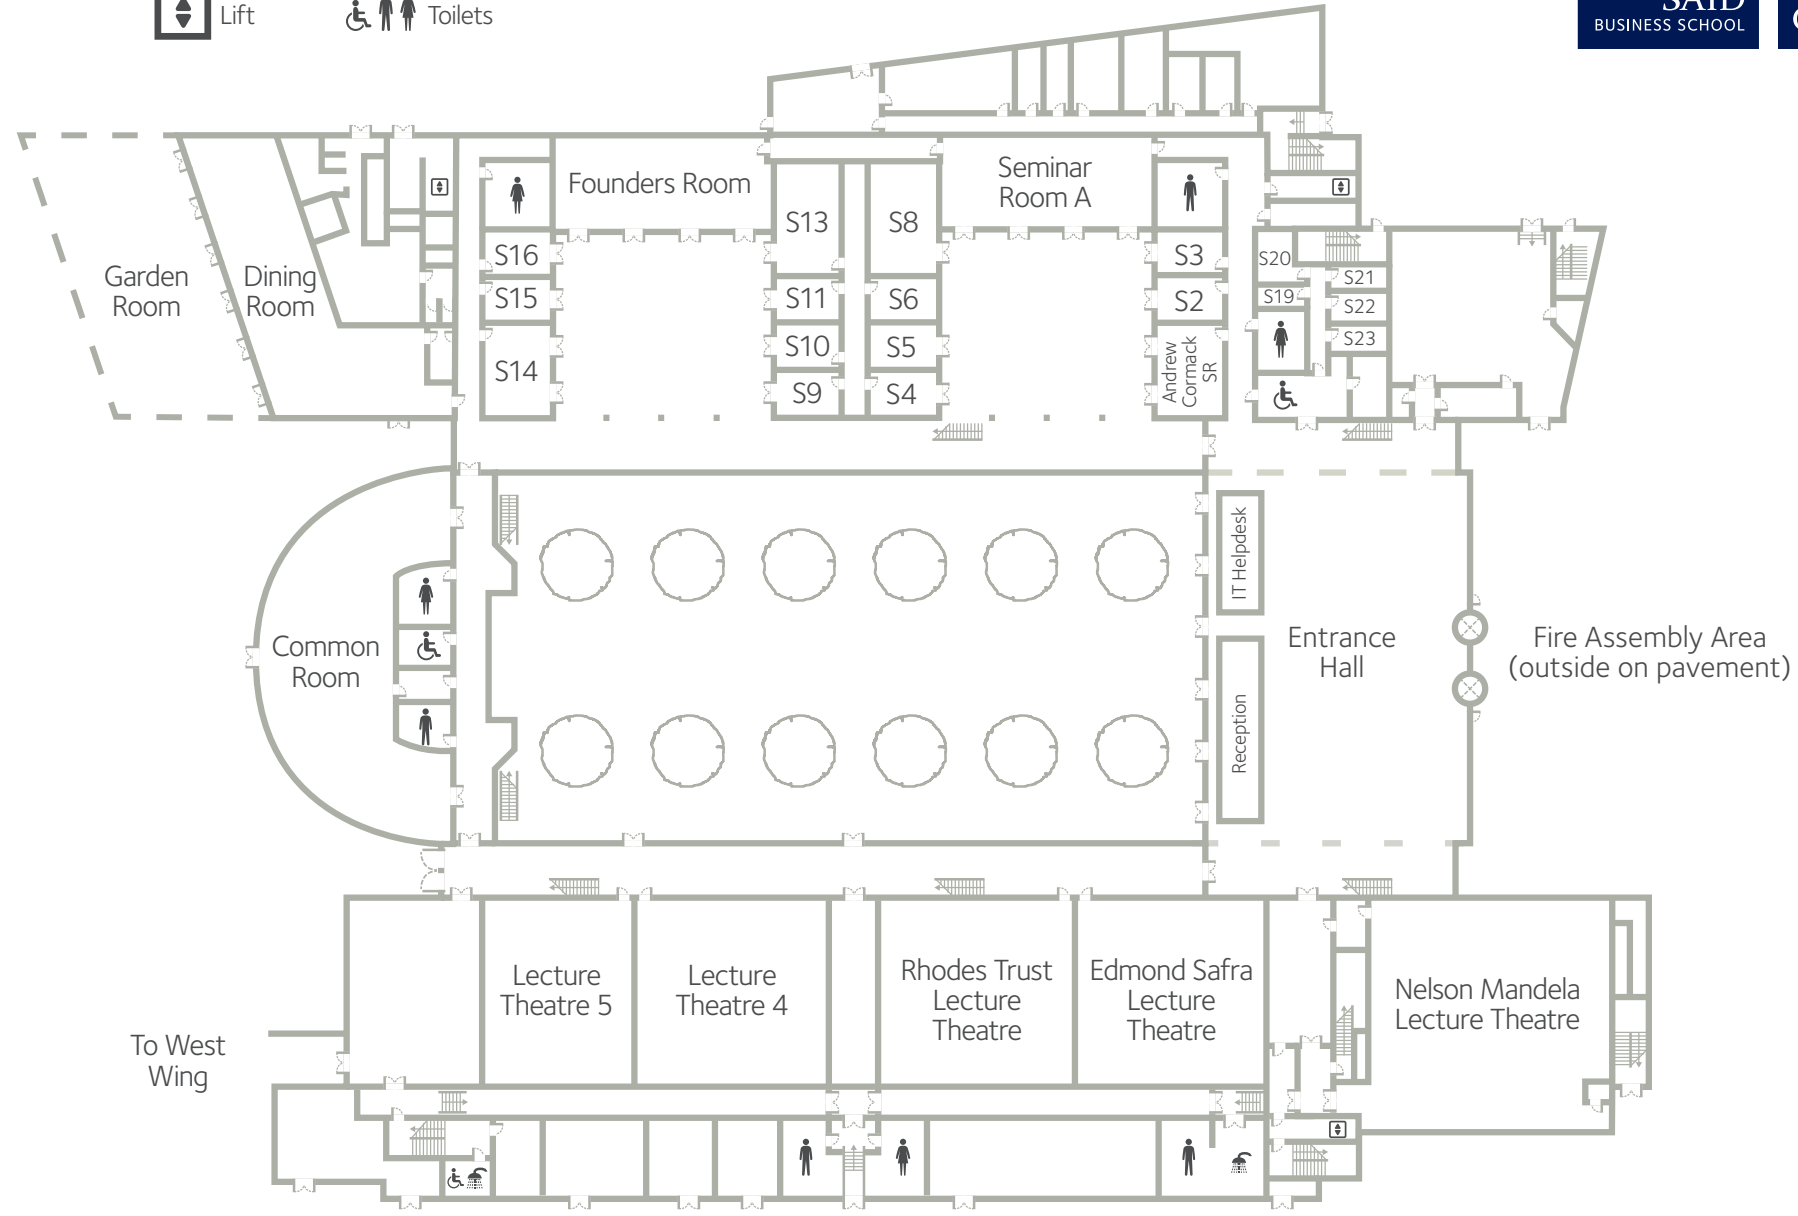 Lift
Toilets
SAÏD
BUSINESS SCHOOL
Founders Room
Seminar
Room A
S13
S8
S16
S3
S20
Garden
Room
Dining
Room
S15
S11
S6
S2
S19
S21
S22
S23
S14
S10
S5
Andrew
Cormack
SR
S9
S4
IT Helpdesk
Common
Room
Entrance
Hall
Fire Assembly Area
(outside on pavement)
Reception
Lecture
Theatre 5
Lecture
Theatre 4
Rhodes Trust
Lecture
Theatre
Edmond Safra
Lecture
Theatre
Nelson Mandela
Lecture Theatre
To West
Wing